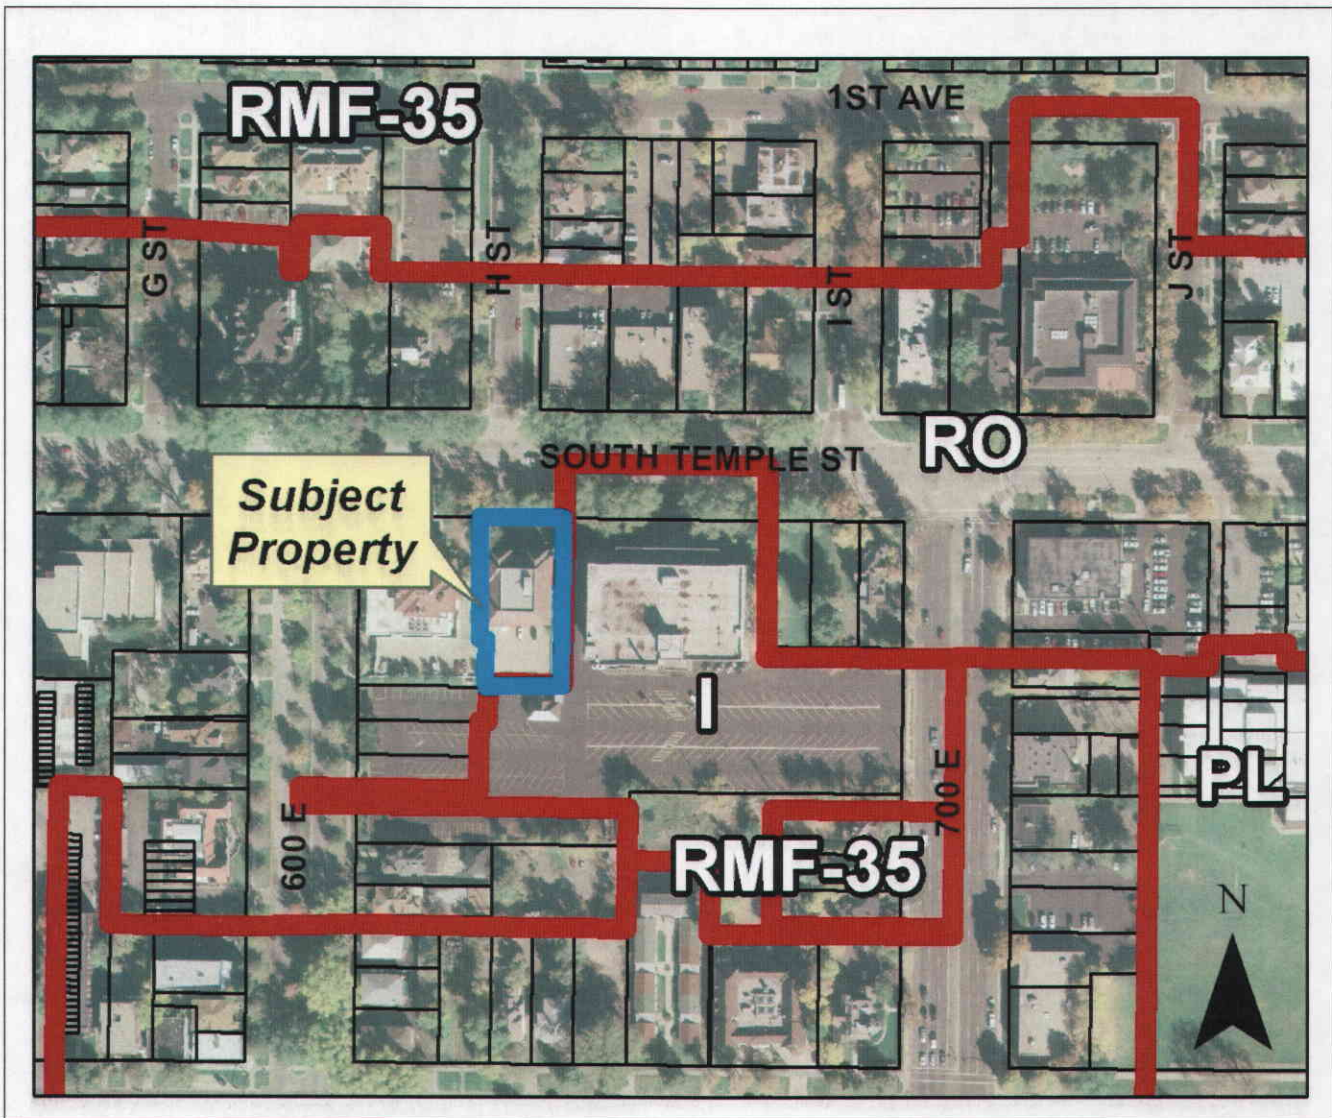 RMF-35
1ST AVE
G ST
H ST
I ST
J ST
RO
SOUTH TEMPLE ST
Subject
Property
I
PL
600 E
700 E
RMF-35
N